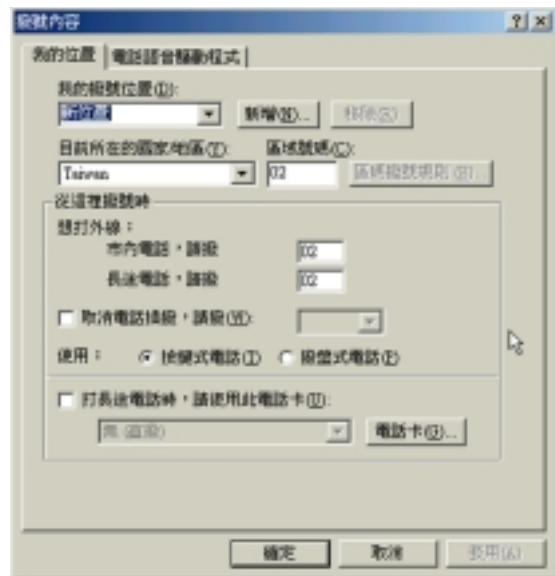 撥號內容
我的位置 電話語音驅動程式
我的撥號位置(D):
新位置 新增(N)... 移除(R)
目前所在的國家/地區(T): 區域號碼(C):
Taiwan 02 區碼撥號規則(B)...
從這裡撥號時
想打外線：
市內電話，請撥 02
長途電話，請撥 02
取消電話插撥，請撥(W):
使用： 按鍵式電話(T) 撥盤式電話(P)
打長途電話時，請使用此電話卡(U):
無 (直撥) 電話卡(G)...
確定 取消 套用(A)